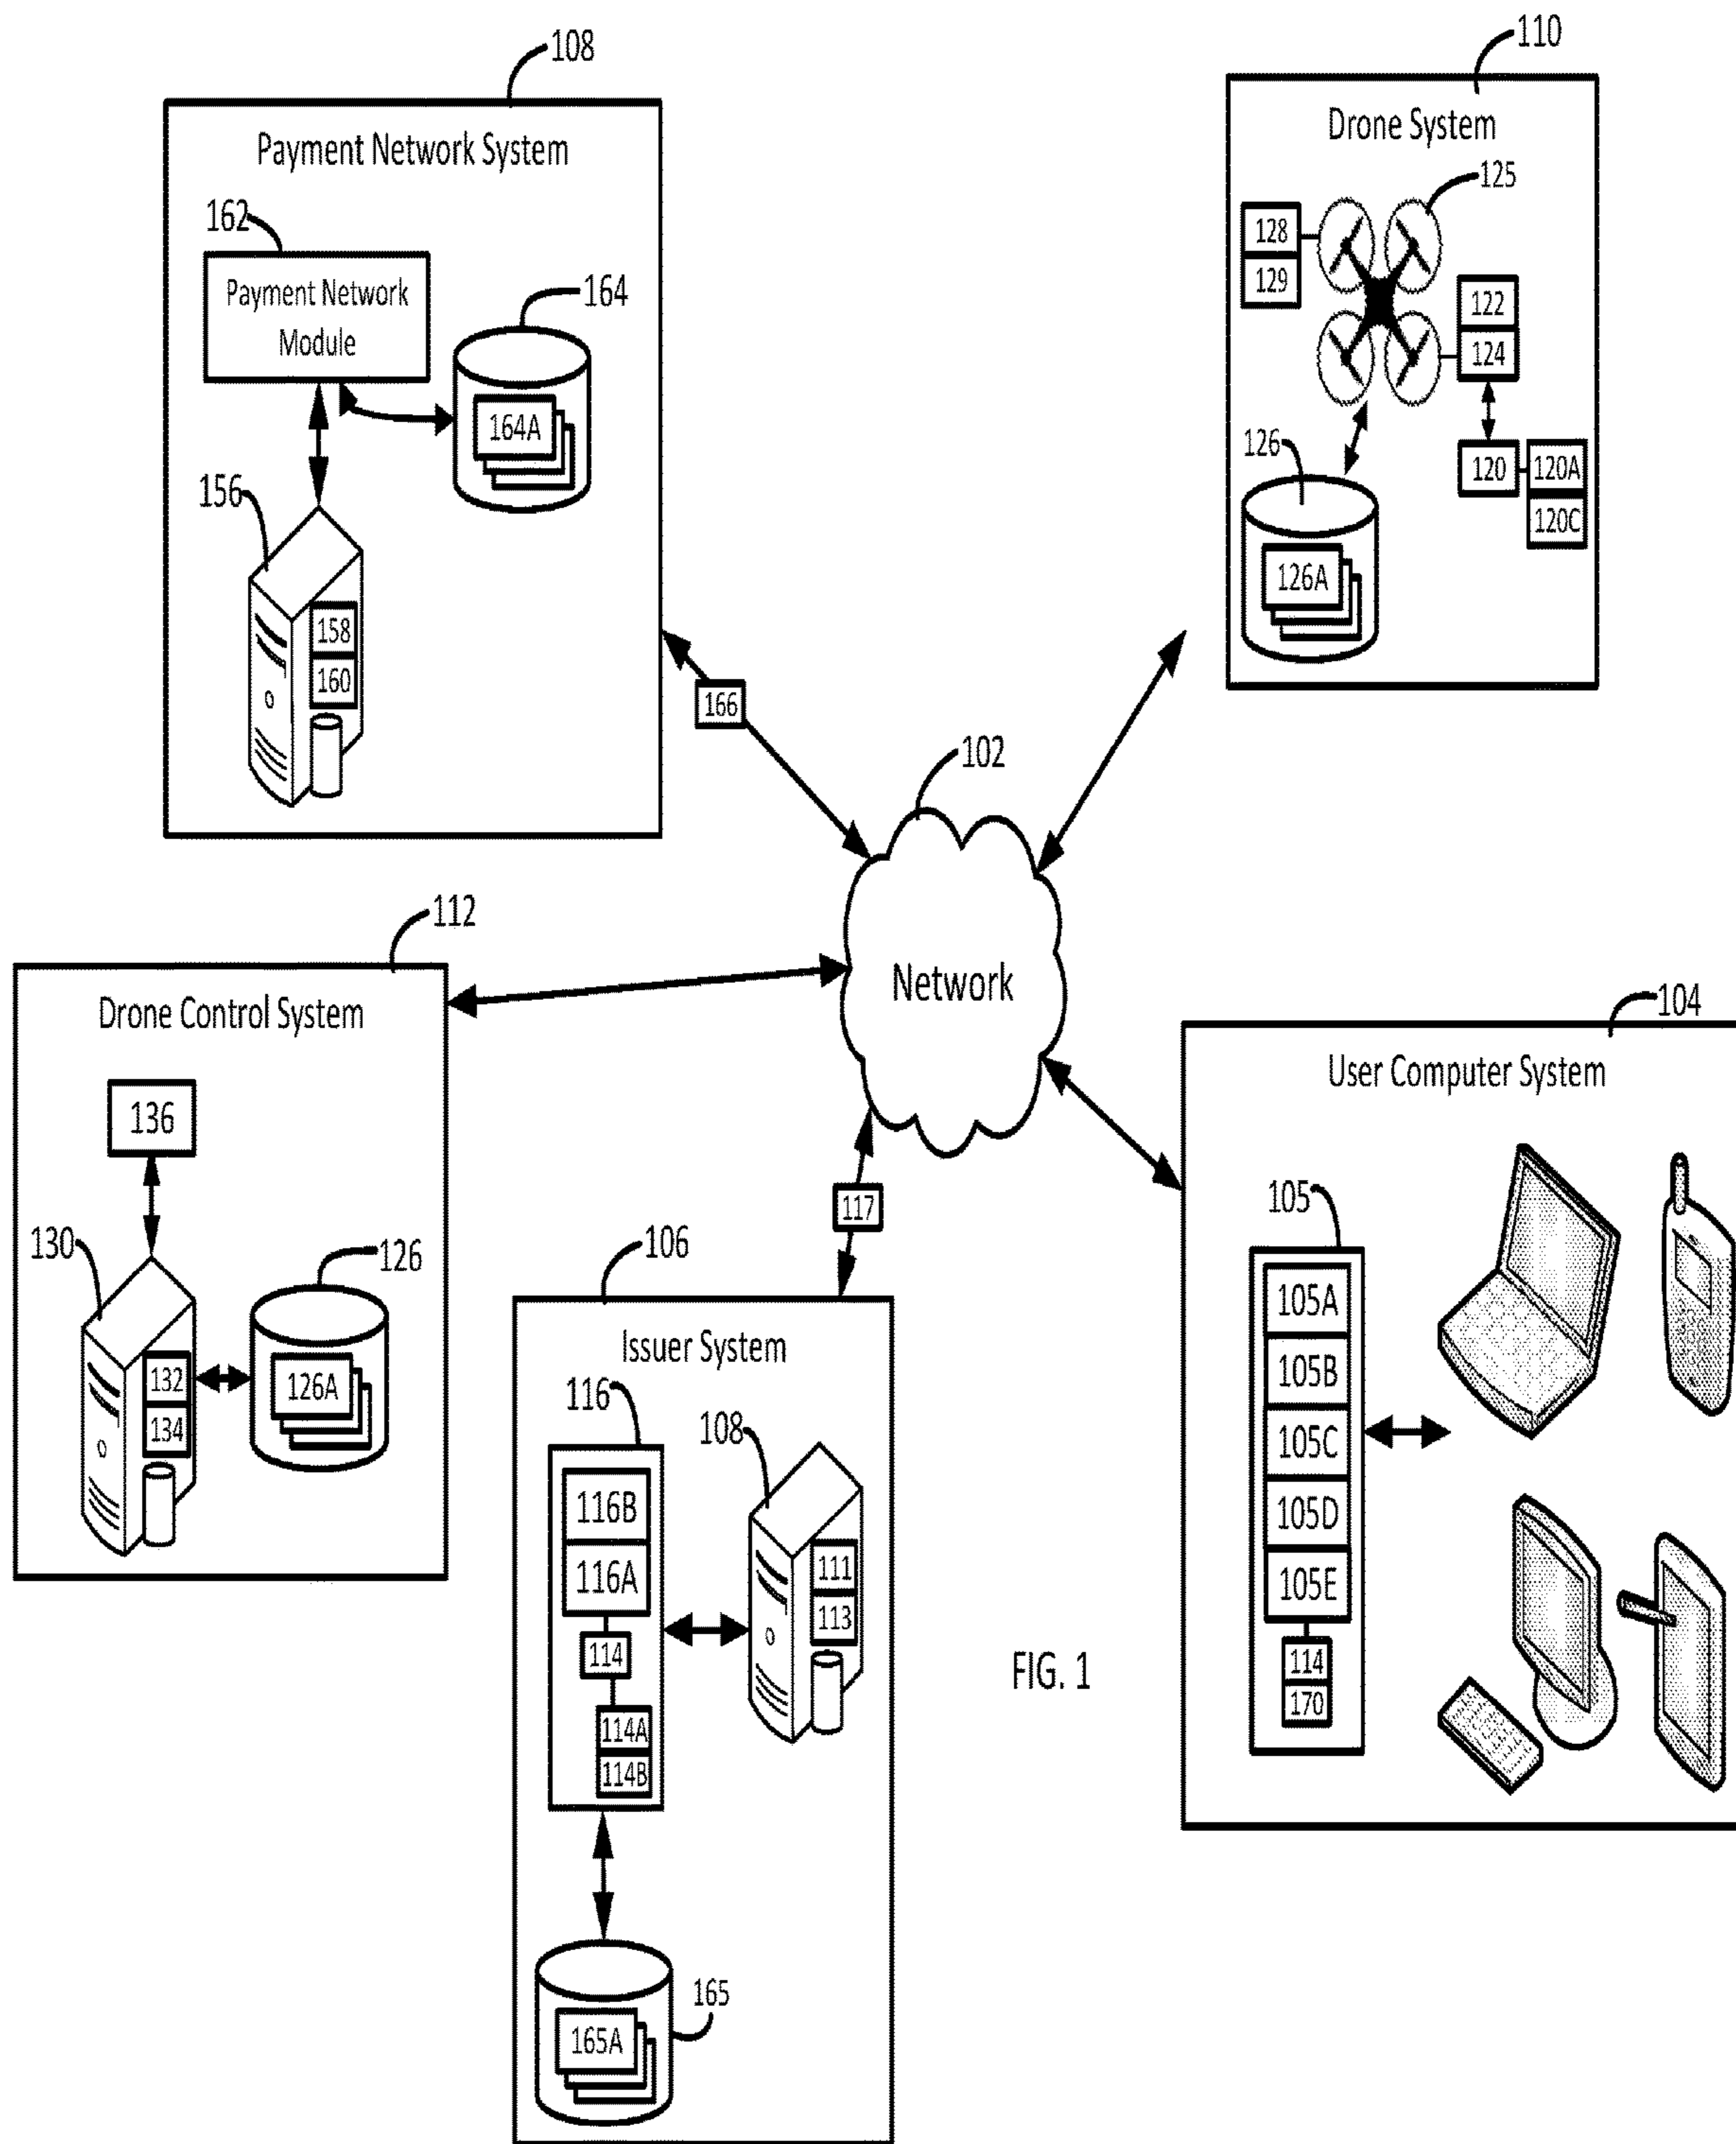 108
Payment Network System
162
Payment Network
Module
164
164A
156
158
160
166
110
Drone System
125
128
129
122
124
126
120
120A
120C
126A
102
Network
112
Drone Control System
136
130
126
132
134
126A
117
106
Issuer System
116
108
116B
116A
111
113
114
114A
114B
165
165A
104
User Computer System
105
105A
105B
105C
105D
105E
114
170
FIG. 1